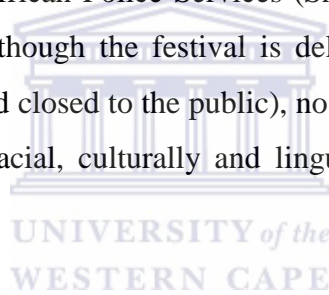 African Police Services (S
though the festival is del
d closed to the public), no
acial, culturally and lingu
UNIVERSITY of the
WESTERN CAPE